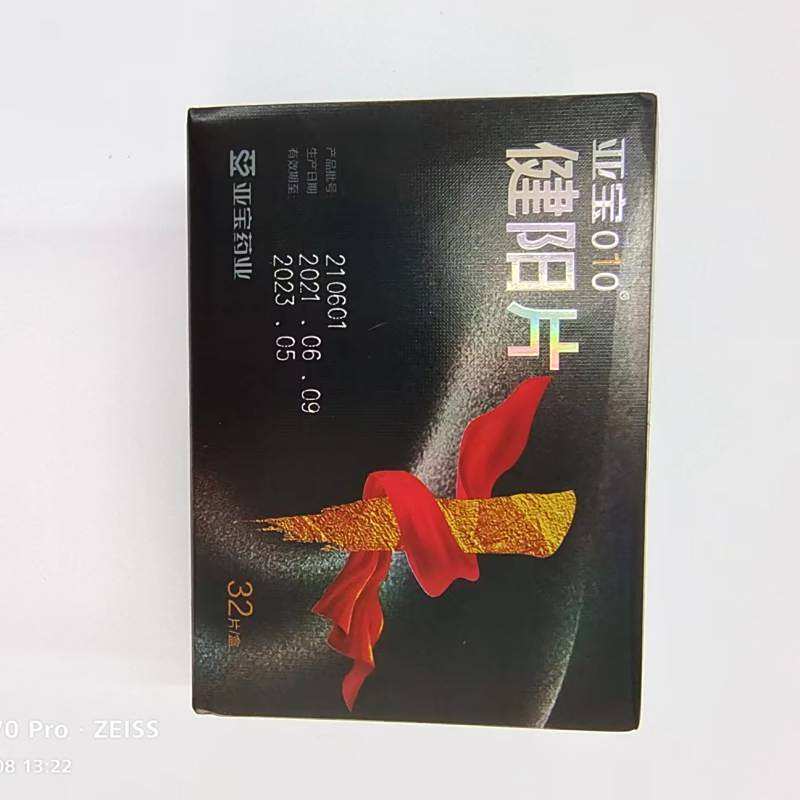 亚宝010®
健阳片
产品批号 210601
生产日期 2021.06.09
有效期至 2023.05
亚宝药业
32片/盒
70 Pro · ZEISS
08 13:22